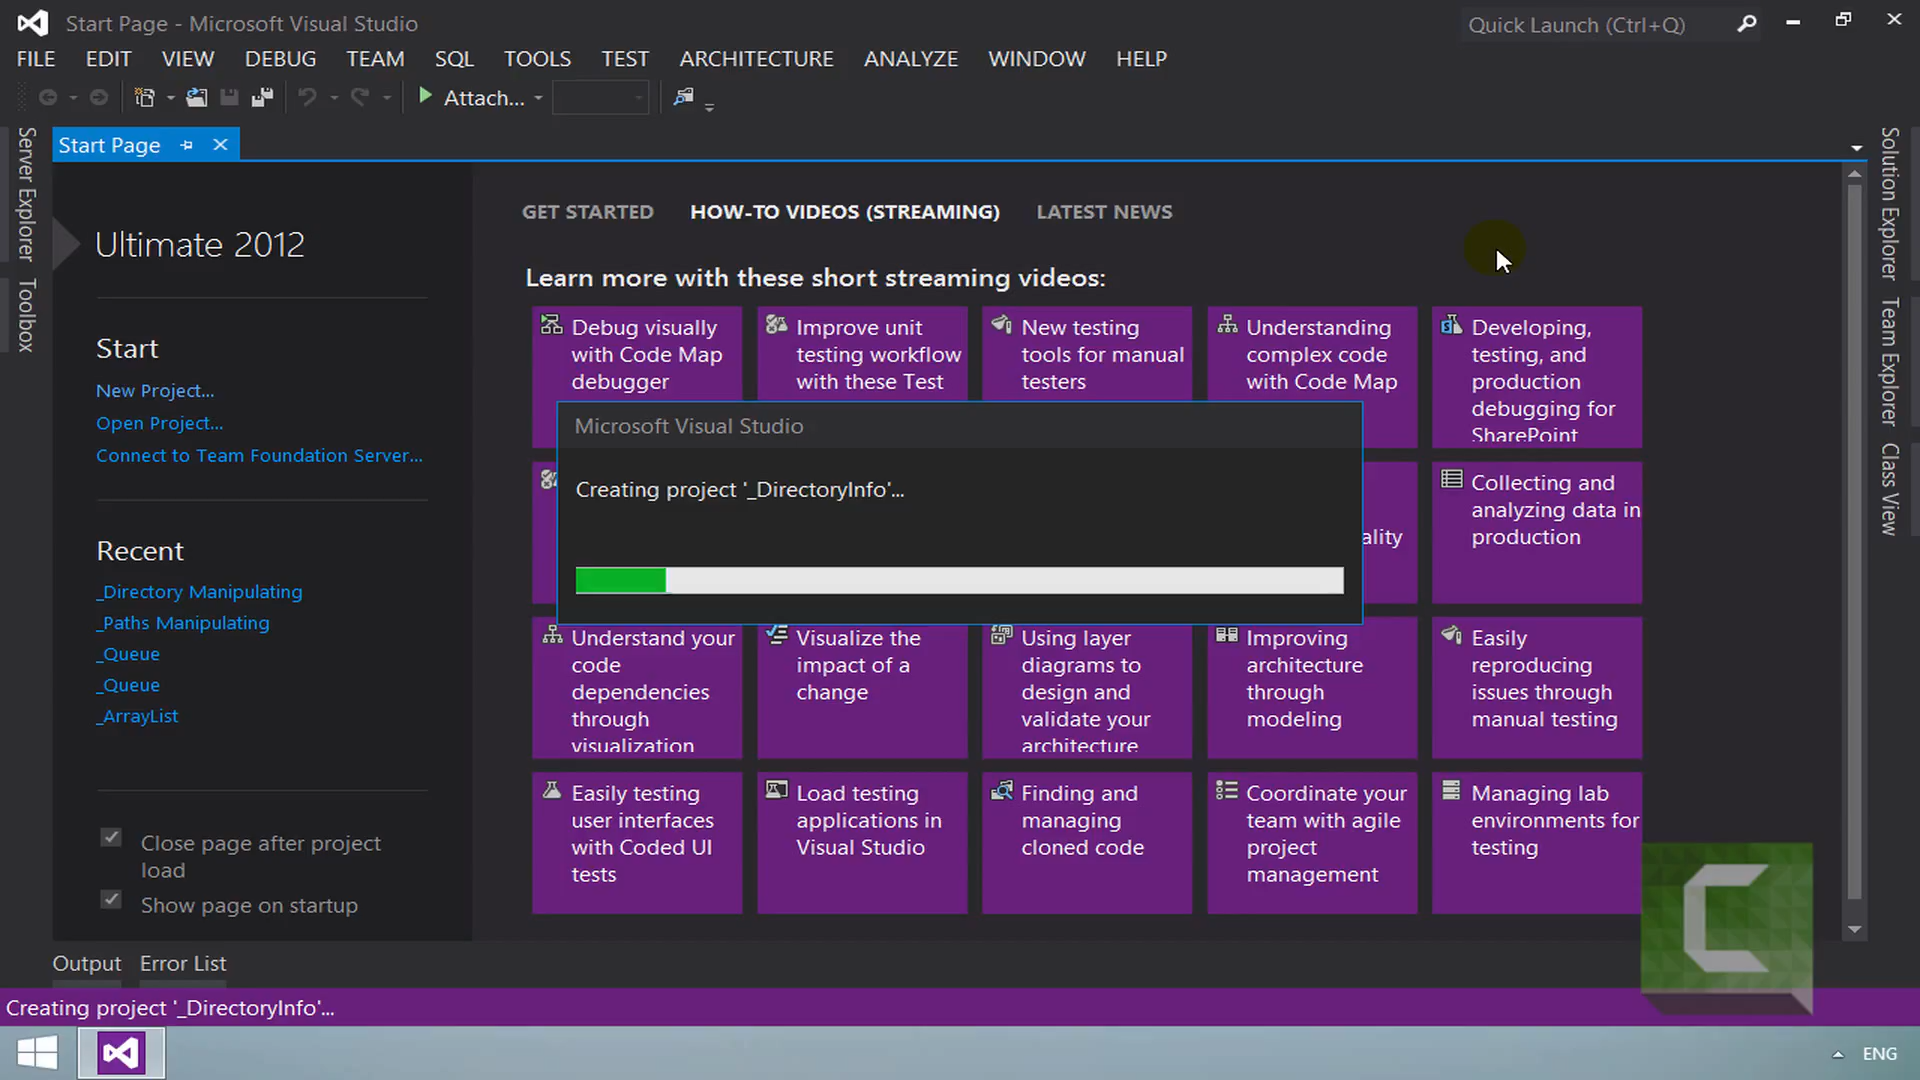 Start Page - Microsoft Visual Studio
Quick Launch (Ctrl+Q)
FILE EDIT VIEW DEBUG TEAM SQL TOOLS TEST ARCHITECTURE ANALYZE WINDOW HELP
Attach...
Server Explorer
Toolbox
Start Page
Ultimate 2012
Start
New Project...
Open Project...
Connect to Team Foundation Server...
Recent
_Directory Manipulating
_Paths Manipulating
_Queue
_Queue
_ArrayList
Close page after project
load
Show page on startup
GET STARTED HOW-TO VIDEOS (STREAMING) LATEST NEWS
Learn more with these short streaming videos:
Debug visually
with Code Map
debugger
Improve unit
testing workflow
with these Test
New testing
tools for manual
testers
Understanding
complex code
with Code Map
Developing,
testing, and
production
debugging for
SharePoint
Microsoft Visual Studio
Creating project '_DirectoryInfo'...
ality
Collecting and
analyzing data in
production
Understand your
code
dependencies
through
visualization
Visualize the
impact of a
change
Using layer
diagrams to
design and
validate your
architecture
Improving
architecture
through
modeling
Easily
reproducing
issues through
manual testing
Easily testing
user interfaces
with Coded UI
tests
Load testing
applications in
Visual Studio
Finding and
managing
cloned code
Coordinate your
team with agile
project
management
Managing lab
environments for
testing
Solution Explorer
Team Explorer
Class View
Output Error List
Creating project '_DirectoryInfo'...
ENG